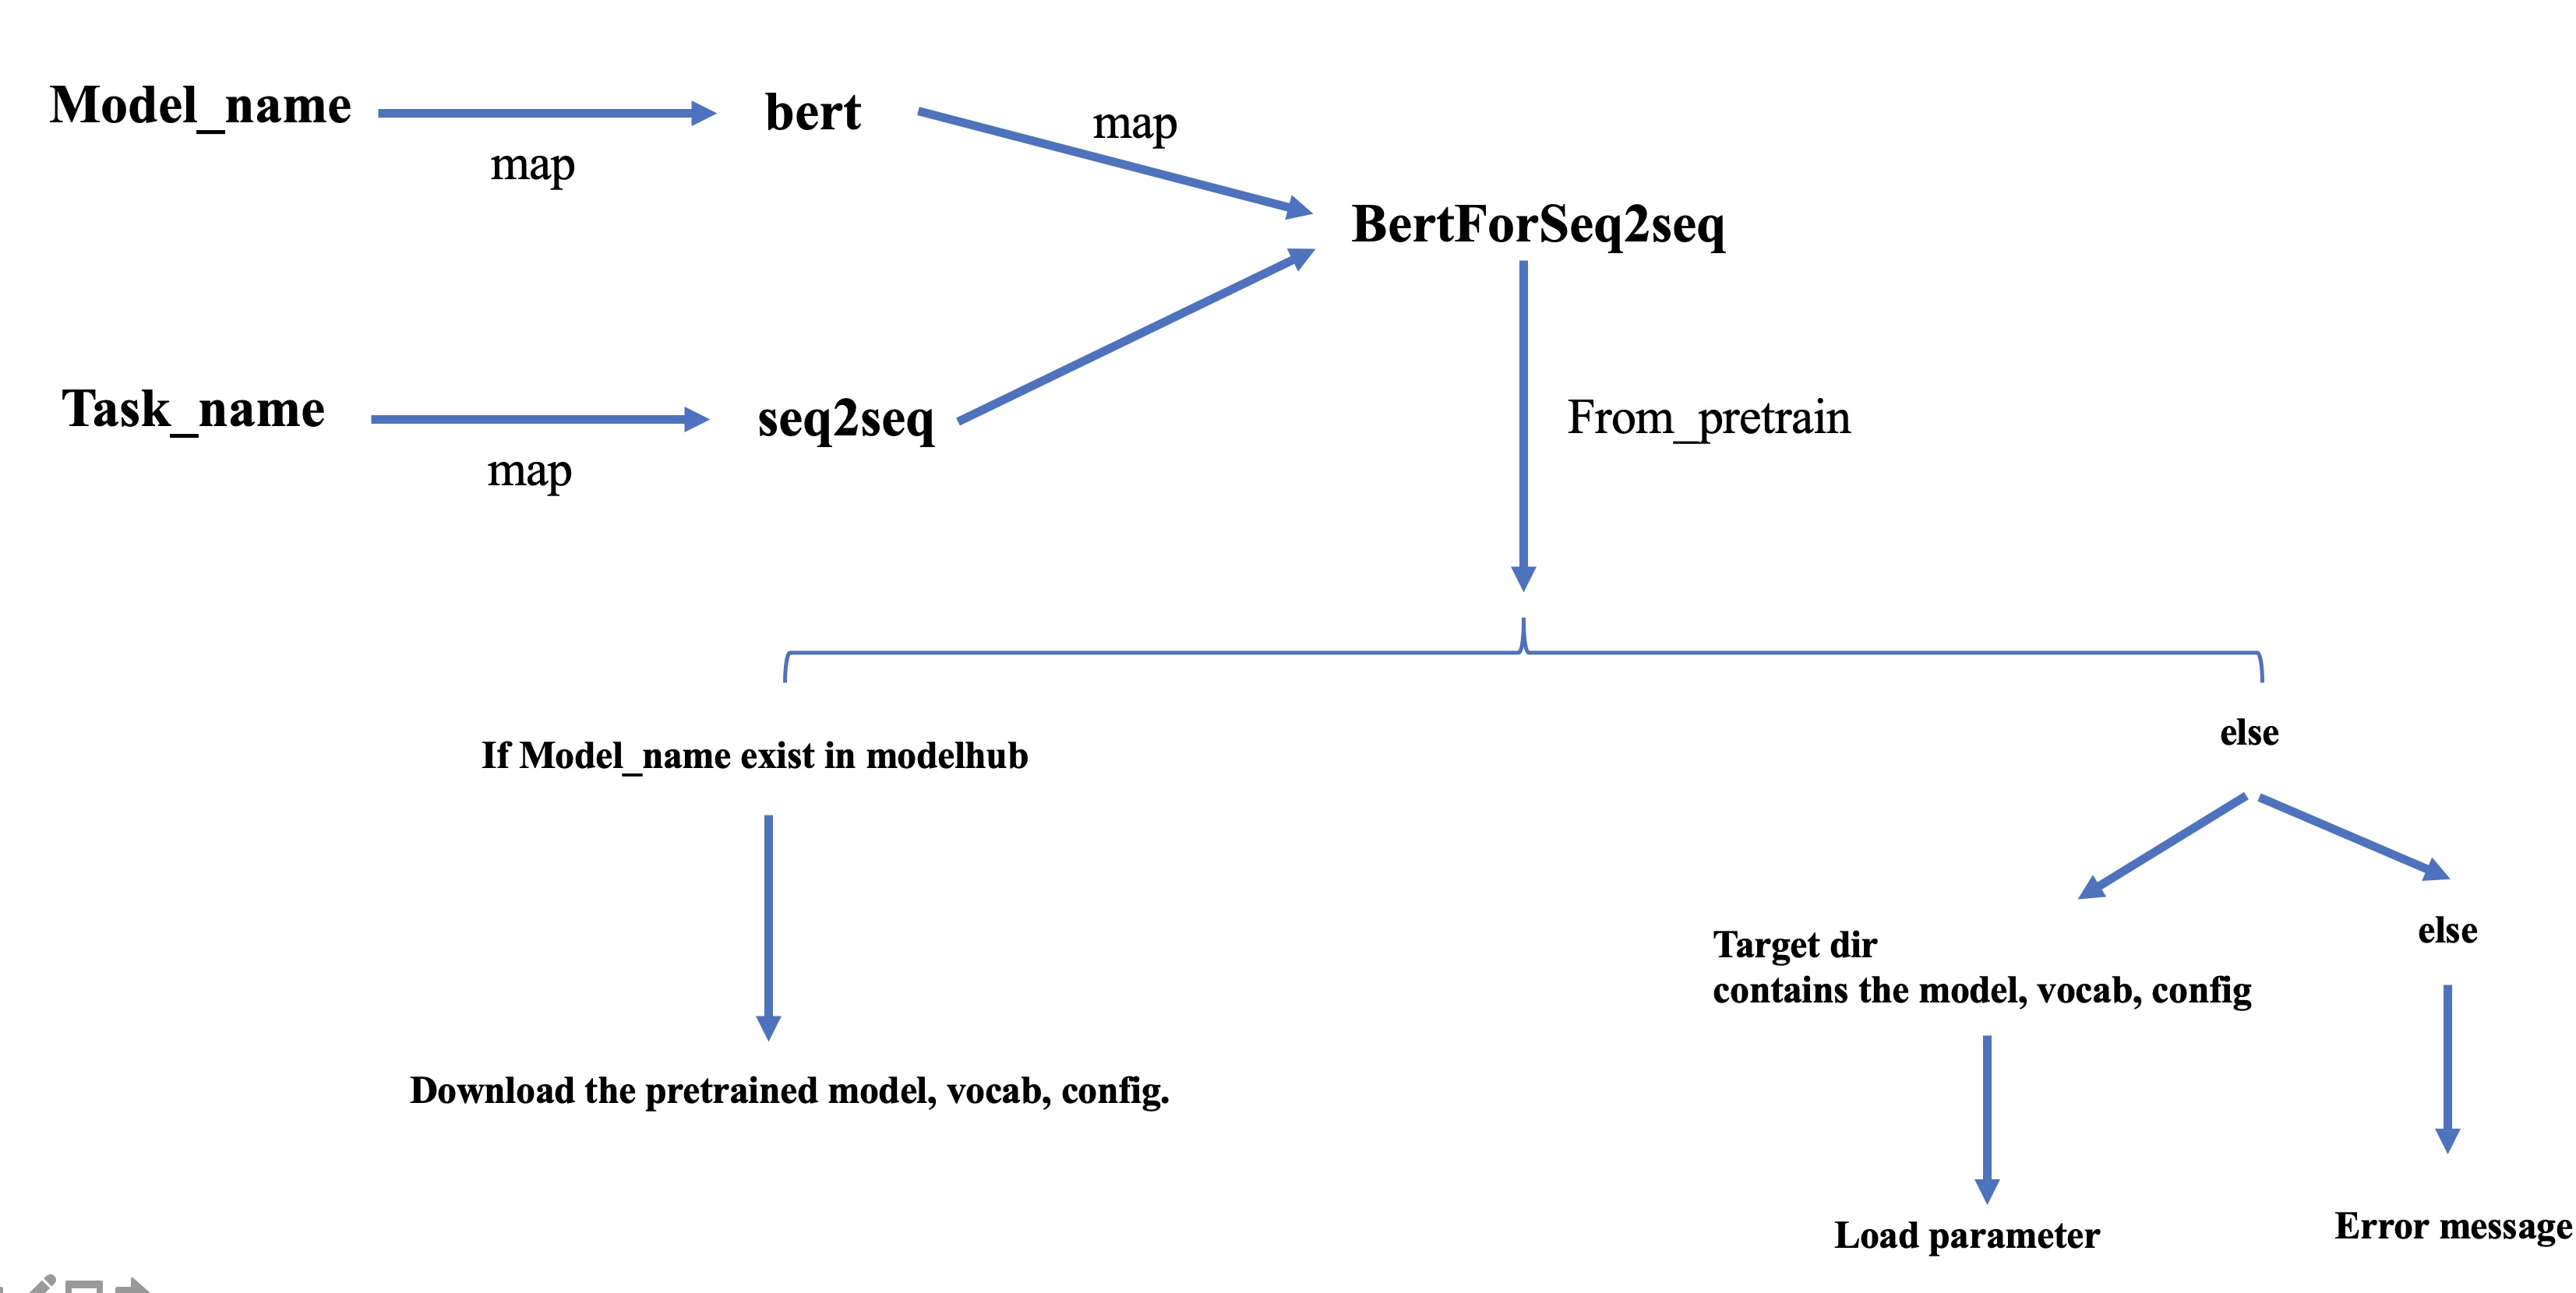 Model_name
map
bert
map
BertForSeq2seq
Task_name
map
seq2seq
From_pretrain
If Model_name exist in modelhub
else
Target dir
contains the model, vocab, config
else
Download the pretrained model, vocab, config.
Load parameter
Error message